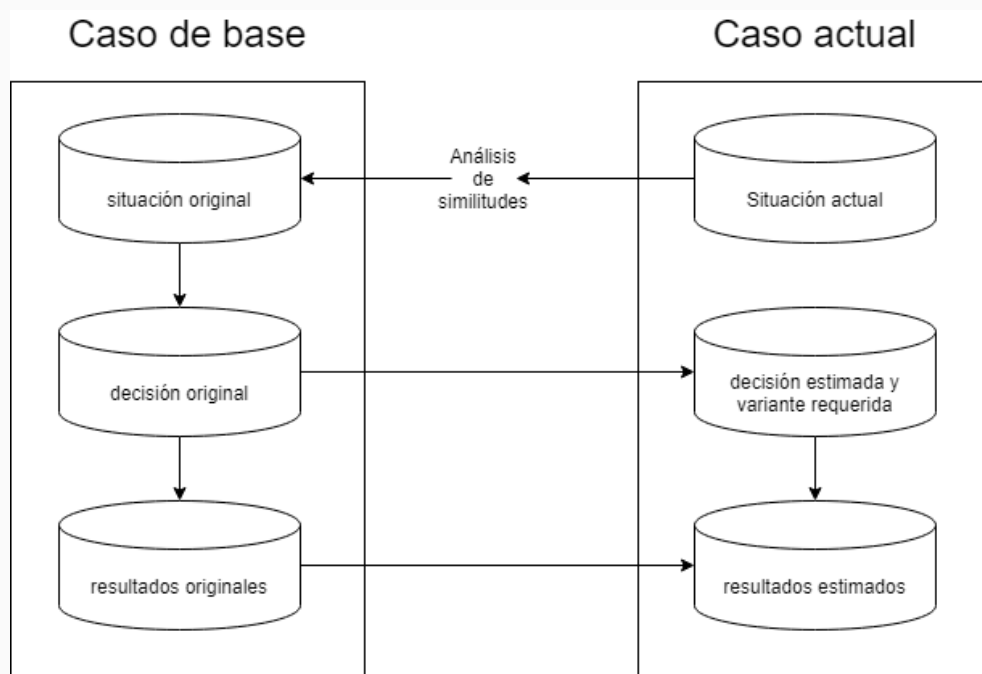 Caso de base
Caso actual
situación original
Análisis
de
similitudes
Situación actual
decisión original
decisión estimada y
variante requerida
resultados originales
resultados estimados